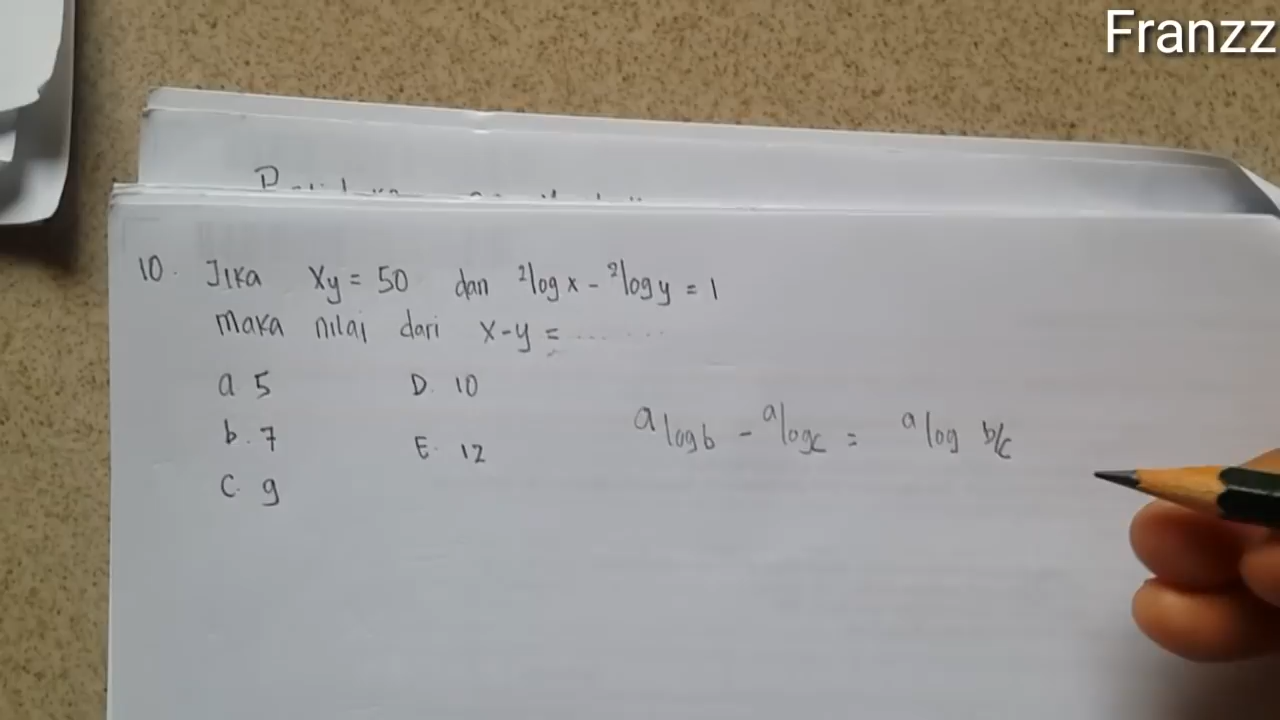 Franzz
10. Jika xy = 50 dan ²log x - ²log y = 1
maka nilai dari x-y = ..........
a. 5 D. 10
b. 7 E. 12
C. 9
ᵃlog b - ᵃlog c = ᵃlog b/c